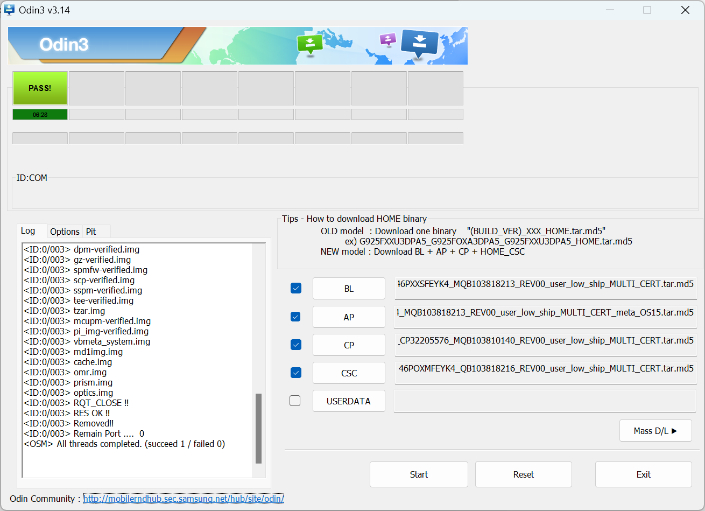 Odin3 v3.14
Odin3
PASS!
06:28
ID:COM
Log
Options
Pit
<ID:0/003> dpm-verified.img
<ID:0/003> gz-verified.img
<ID:0/003> spmfw-verified.img
<ID:0/003> scp-verified.img
<ID:0/003> sspm-verified.img
<ID:0/003> tee-verified.img
<ID:0/003> tzar.img
<ID:0/003> mcupm-verified.img
<ID:0/003> pi_img-verified.img
<ID:0/003> vbmeta_system.img
<ID:0/003> md1img.img
<ID:0/003> cache.img
<ID:0/003> omr.img
<ID:0/003> prism.img
<ID:0/003> optics.img
<ID:0/003> RQT_CLOSE !!
<ID:0/003> RES OK !!
<ID:0/003> Removed!!
<ID:0/003> Remain Port .... 0
<OSM> All threads completed. (succeed 1 / failed 0)
Tips - How to download HOME binary
OLD model : Download one binary "(BUILD_VER)_XXX_HOME.tar.md5"
ex) G925FXXU3DPA5_G925FOXA3DPA5_G925FXXU3DPA5_HOME.tar.md5
NEW model : Download BL + AP + CP + HOME_CSC
BL
46PXXSFEYK4_MQB103818213_REV00_user_low_ship_MULTI_CERT.tar.md5
AP
_MQB103818213_REV00_user_low_ship_MULTI_CERT_meta_OS15.tar.md5
CP
_CP32205576_MQB103810140_REV00_user_low_ship_MULTI_CERT.tar.md5
CSC
46POXMFEYK4_QB103818216_REV00_user_low_ship_MULTI_CERT.tar.md5
USERDATA
Mass D/L ▶
Start
Reset
Exit
Odin Community : http://mobilerndhub.sec.samsung.net/hub/site/odin/